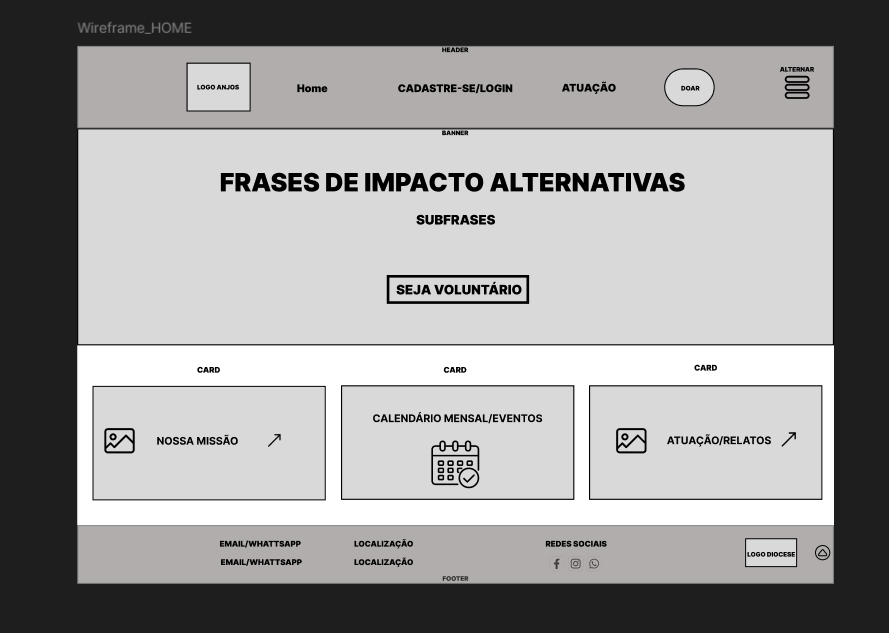 Wireframe_HOME
HEADER
LOGO ANJOS
Home
CADASTRE-SE/LOGIN
ATUAÇÃO
DOAR
ALTERNAR
BANNER
FRASES DE IMPACTO ALTERNATIVAS
SUBFRASES
SEJA VOLUNTÁRIO
CARD
CARD
CARD
NOSSA MISSÃO
CALENDÁRIO MENSAL/EVENTOS
ATUAÇÃO/RELATOS
EMAIL/WHATTSAPP
LOCALIZAÇÃO
REDES SOCIAIS
EMAIL/WHATTSAPP
LOCALIZAÇÃO
LOGO DIOCESE
FOOTER